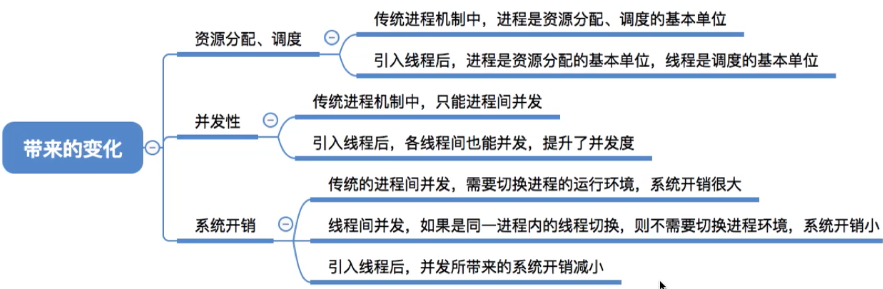 带来的变化
资源分配、调度
传统进程机制中，进程是资源分配、调度的基本单位
引入线程后，进程是资源分配的基本单位，线程是调度的基本单位
并发性
传统进程机制中，只能进程间并发
引入线程后，各线程间也能并发，提升了并发度
系统开销
传统的进程间并发，需要切换进程的运行环境，系统开销很大
线程间并发，如果是同一进程内的线程切换，则不需要切换进程环境，系统开销小
引入线程后，并发所带来的系统开销减小